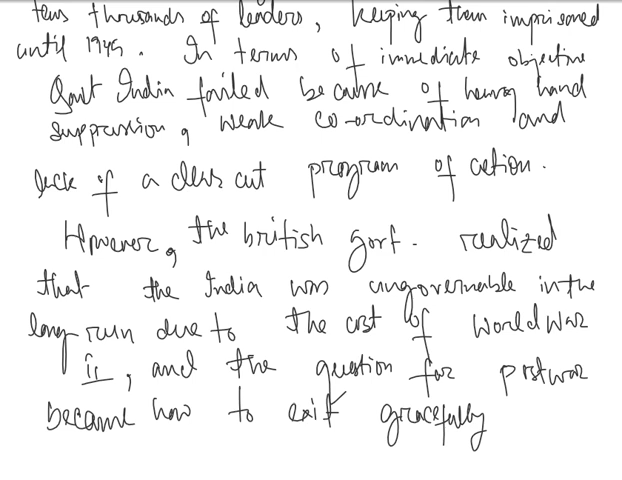 tens thousands of leaders, keeping them imprisoned
until 1945. In terms of immediate objective
Quit India failed because of heavy hand
suppression, weak co-ordination and
lack of a clear cut program of action.
However, the british govt. realized
that the India was ungovernable in the
long run due to the cost of World War
II, and the question for postwar
became how to exit gracefully